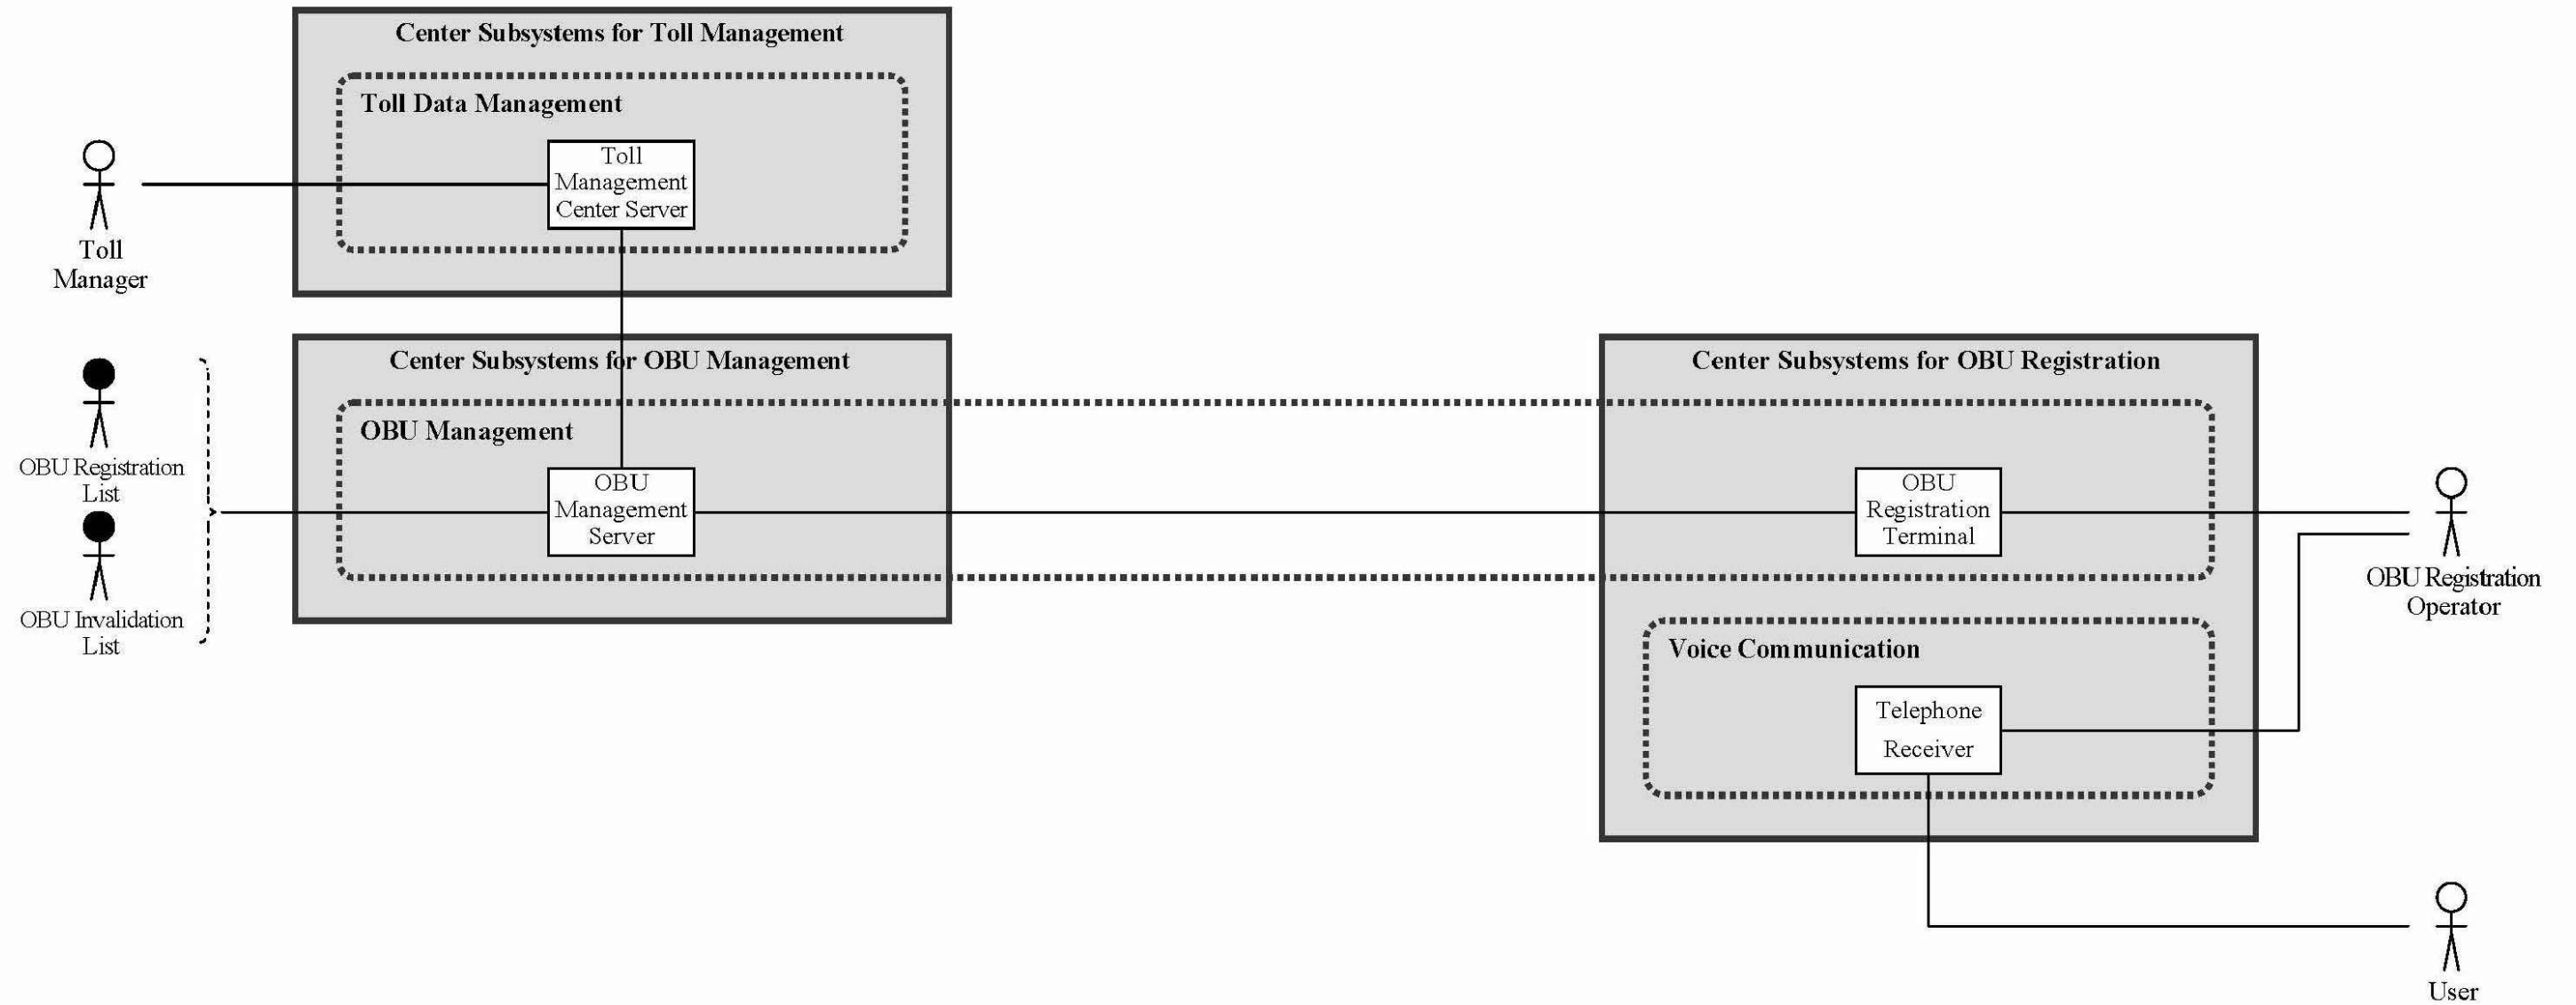 Center Subsystems for Toll Management
Toll Data Management
Toll
Management
Center Server
Toll
Manager
Center Subsystems for OBU Management
OBU Management
OBU
Management
Server
OBU Registration
List
OBU Invalidation
List
Center Subsystems for OBU Registration
OBU
Registration
Terminal
OBU Registration
Operator
Voice Communication
Telephone
Receiver
User